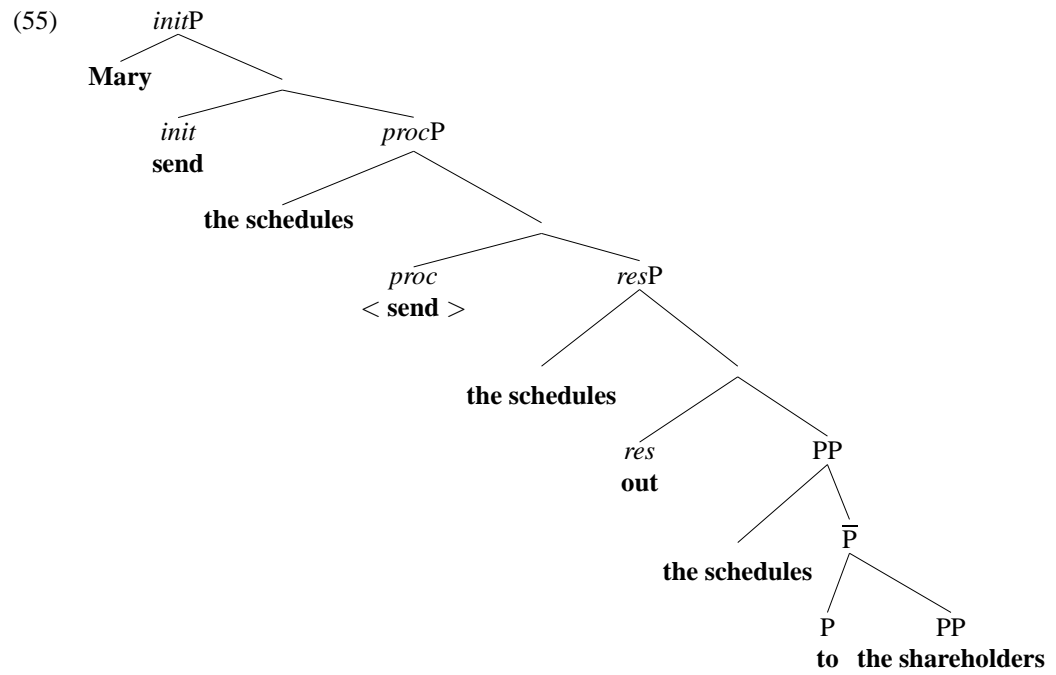 (55) initP
Mary
init procP
send
the schedules
proc resP
< send >
the schedules
res PP
out
P̅
the schedules
P PP
to the shareholders